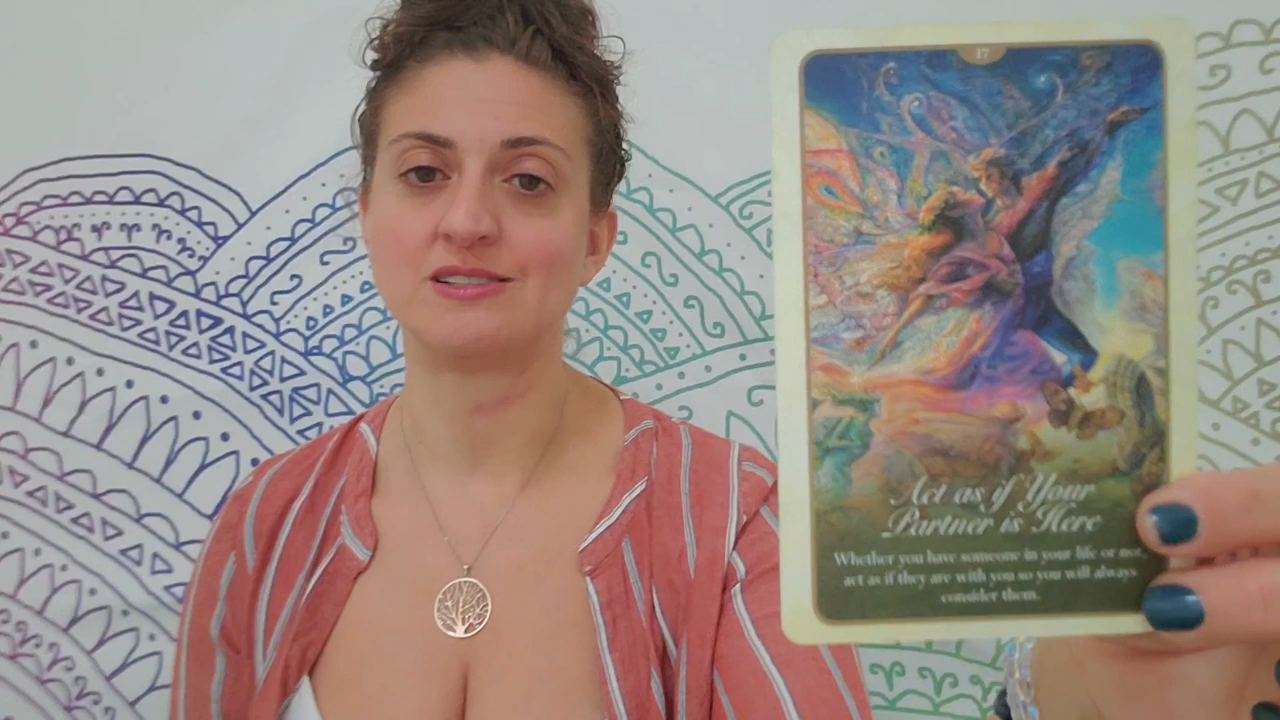 17
Act as if Your
Partner is Here
Whether you have someone in your life or not,
act as if they are with you so you will always
consider them.